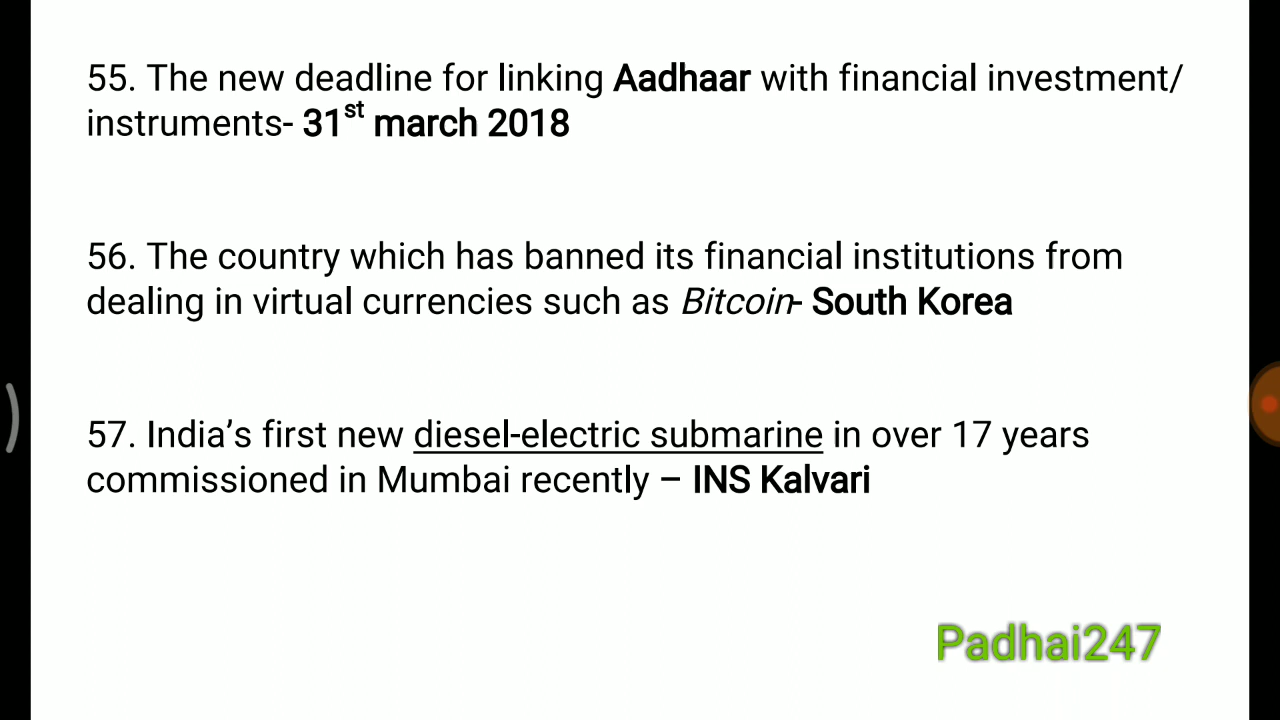 55. The new deadline for linking Aadhaar with financial investment/
instruments- 31st march 2018
56. The country which has banned its financial institutions from
dealing in virtual currencies such as Bitcoin- South Korea
57. India’s first new diesel-electric submarine in over 17 years
commissioned in Mumbai recently – INS Kalvari
Padhai247